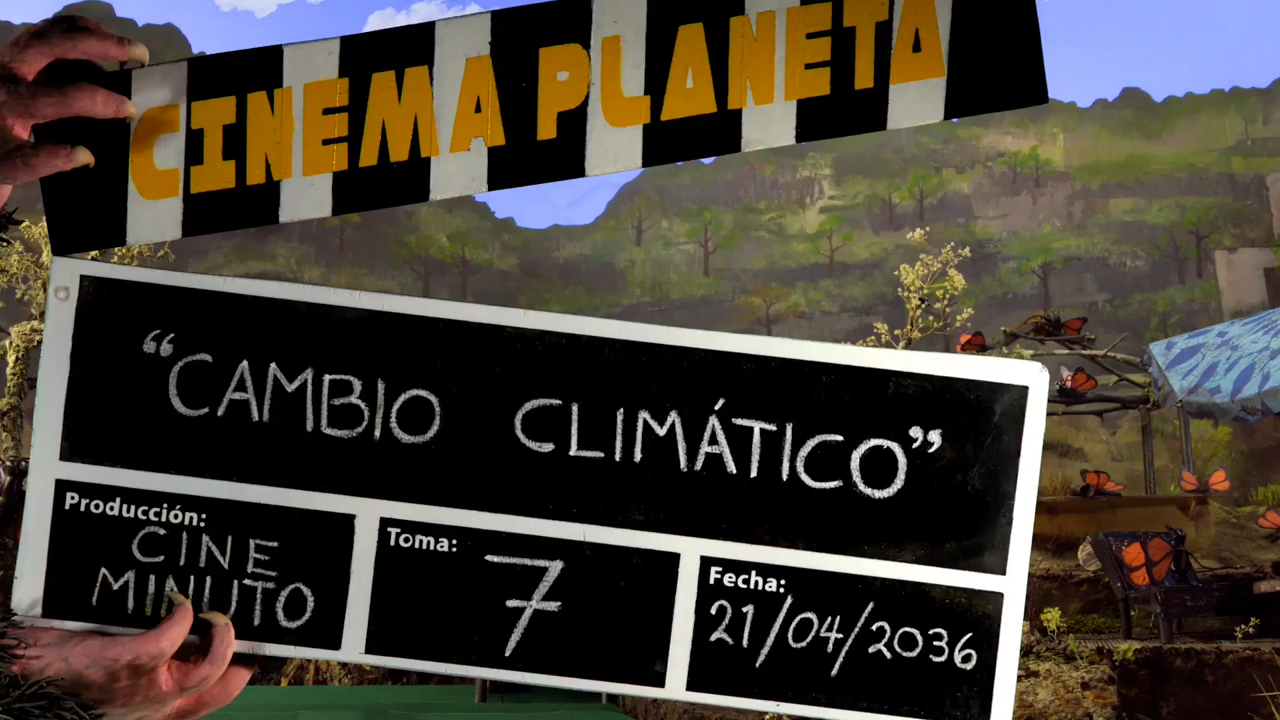 CINEMA PLANETA
“CAMBIO CLIMÁTICO”
Producción:
CINE
MINUTO
Toma:
7
Fecha:
21/04/2036